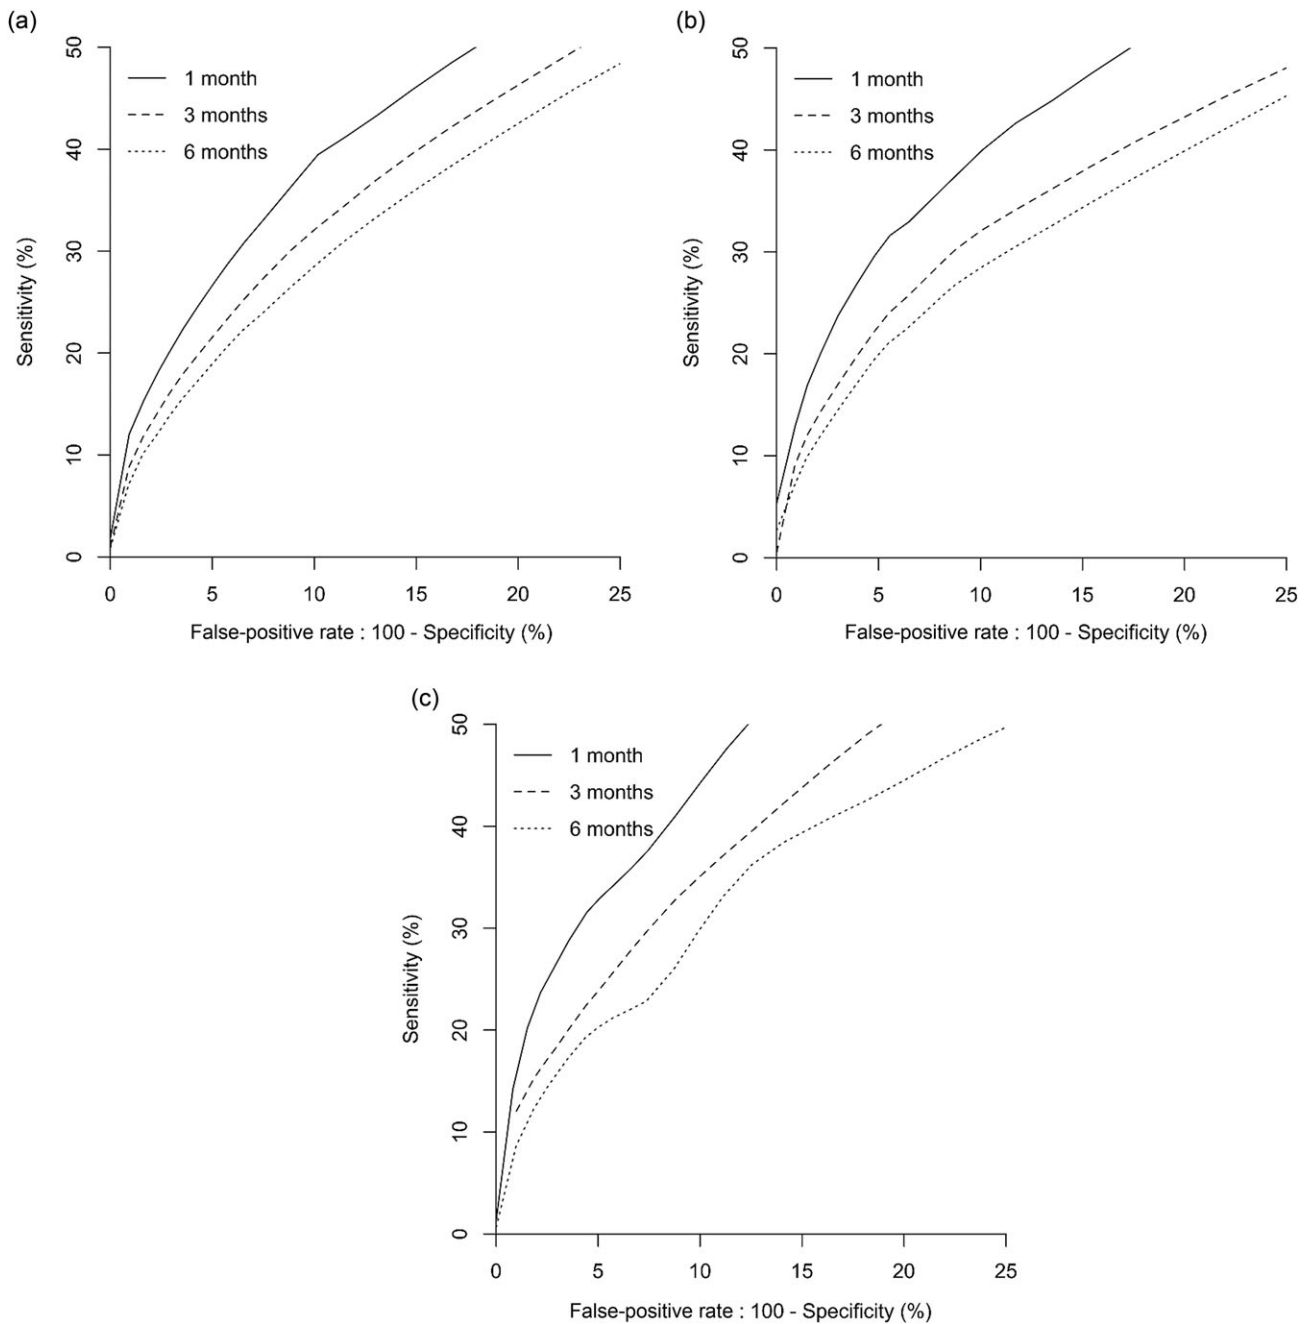 (a)
50
40
30
20
10
0
Sensitivity (%)
1 month
3 months
6 months
0 5 10 15 20 25
False-positive rate : 100 - Specificity (%)
(b)
50
40
30
20
10
0
Sensitivity (%)
1 month
3 months
6 months
0 5 10 15 20 25
False-positive rate : 100 - Specificity (%)
(c)
50
40
30
20
10
0
Sensitivity (%)
1 month
3 months
6 months
0 5 10 15 20 25
False-positive rate : 100 - Specificity (%)